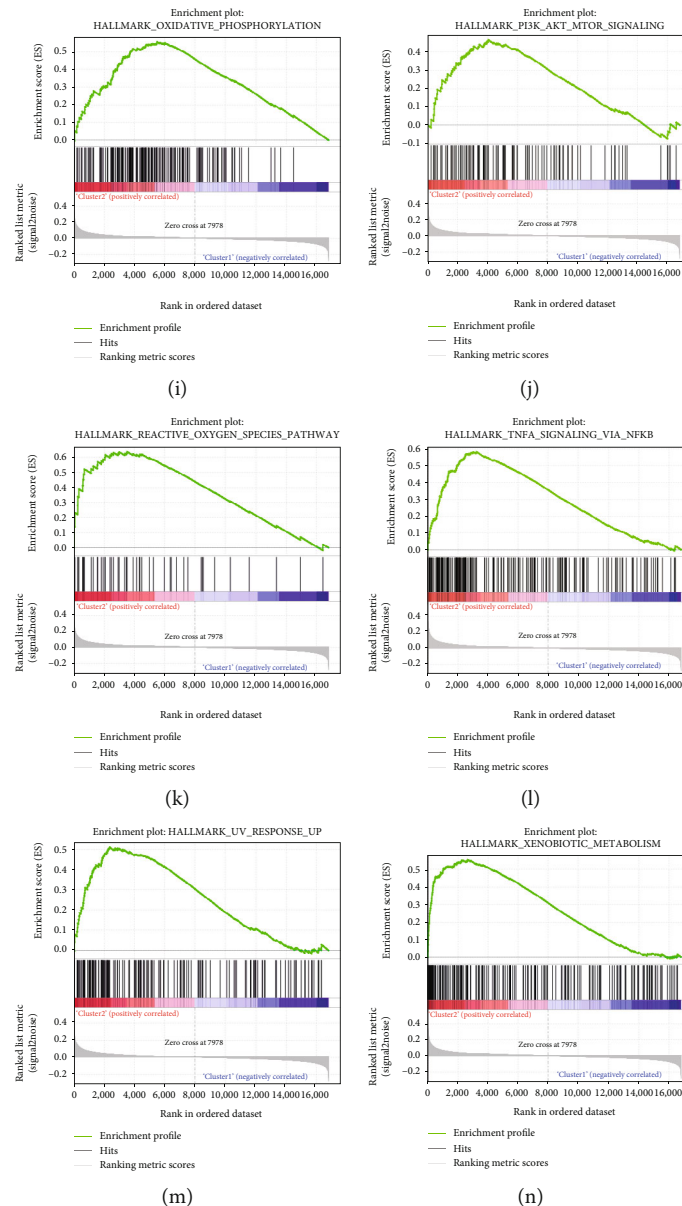 Enrichment plot:
HALLMARK_OXIDATIVE_PHOSPHORYLATION
Enrichment score (ES)
0.5
0.4
0.3
0.2
0.1
0.0
'Cluster2' (positively correlated)
Ranked list metric
(signal2noise)
0.4
0.2
0.0
−0.2
Zero cross at 7978
'Cluster1' (negatively correlated)
0 2,000 4,000 6,000 8,000 10,000 12,000 14,000 16,000
Rank in ordered dataset
Enrichment profile
Hits
Ranking metric scores
(i)
Enrichment plot:
HALLMARK_PI3K_AKT_MTOR_SIGNALING
Enrichment score (ES)
0.4
0.3
0.2
0.1
0.0
−0.1
'Cluster2' (positively correlated)
Ranked list metric
(signal2noise)
0.4
0.2
0.0
−0.2
Zero cross at 7978
'Cluster1' (negatively correlated)
0 2,000 4,000 6,000 8,000 10,000 12,000 14,000 16,000
Rank in ordered dataset
Enrichment profile
Hits
Ranking metric scores
(j)
Enrichment plot:
HALLMARK_REACTIVE_OXYGEN_SPECIES_PATHWAY
Enrichment score (ES)
0.6
0.5
0.4
0.3
0.2
0.1
0.0
'Cluster2' (positively correlated)
Ranked list metric
(signal2noise)
0.4
0.2
0.0
−0.2
Zero cross at 7978
'Cluster1' (negatively correlated)
0 2,000 4,000 6,000 8,000 10,000 12,000 14,000 16,000
Rank in ordered dataset
Enrichment profile
Hits
Ranking metric scores
(k)
Enrichment plot:
HALLMARK_TNFA_SIGNALING_VIA_NFKB
Enrichment score (ES)
0.6
0.5
0.4
0.3
0.2
0.1
0.0
'Cluster2' (positively correlated)
Ranked list metric
(signal2noise)
0.4
0.2
0.0
−0.2
Zero cross at 7978
'Cluster1' (negatively correlated)
0 2,000 4,000 6,000 8,000 10,000 12,000 14,000 16,000
Rank in ordered dataset
Enrichment profile
Hits
Ranking metric scores
(l)
Enrichment plot: HALLMARK_UV_RESPONSE_UP
Enrichment score (ES)
0.5
0.4
0.3
0.2
0.1
0.0
'Cluster2' (positively correlated)
Ranked list metric
(signal2noise)
0.4
0.2
0.0
−0.2
Zero cross at 7978
'Cluster1' (negatively correlated)
0 2,000 4,000 6,000 8,000 10,000 12,000 14,000 16,000
Rank in ordered dataset
Enrichment profile
Hits
Ranking metric scores
(m)
Enrichment plot:
HALLMARK_XENOBIOTIC_METABOLISM
Enrichment score (ES)
0.5
0.4
0.3
0.2
0.1
0.0
'Cluster2' (positively correlated)
Ranked list metric
(signal2noise)
0.4
0.2
0.0
−0.2
Zero cross at 7978
'Cluster1' (negatively correlated)
0 2,000 4,000 6,000 8,000 10,000 12,000 14,000 16,000
Rank in ordered dataset
Enrichment profile
Hits
Ranking metric scores
(n)